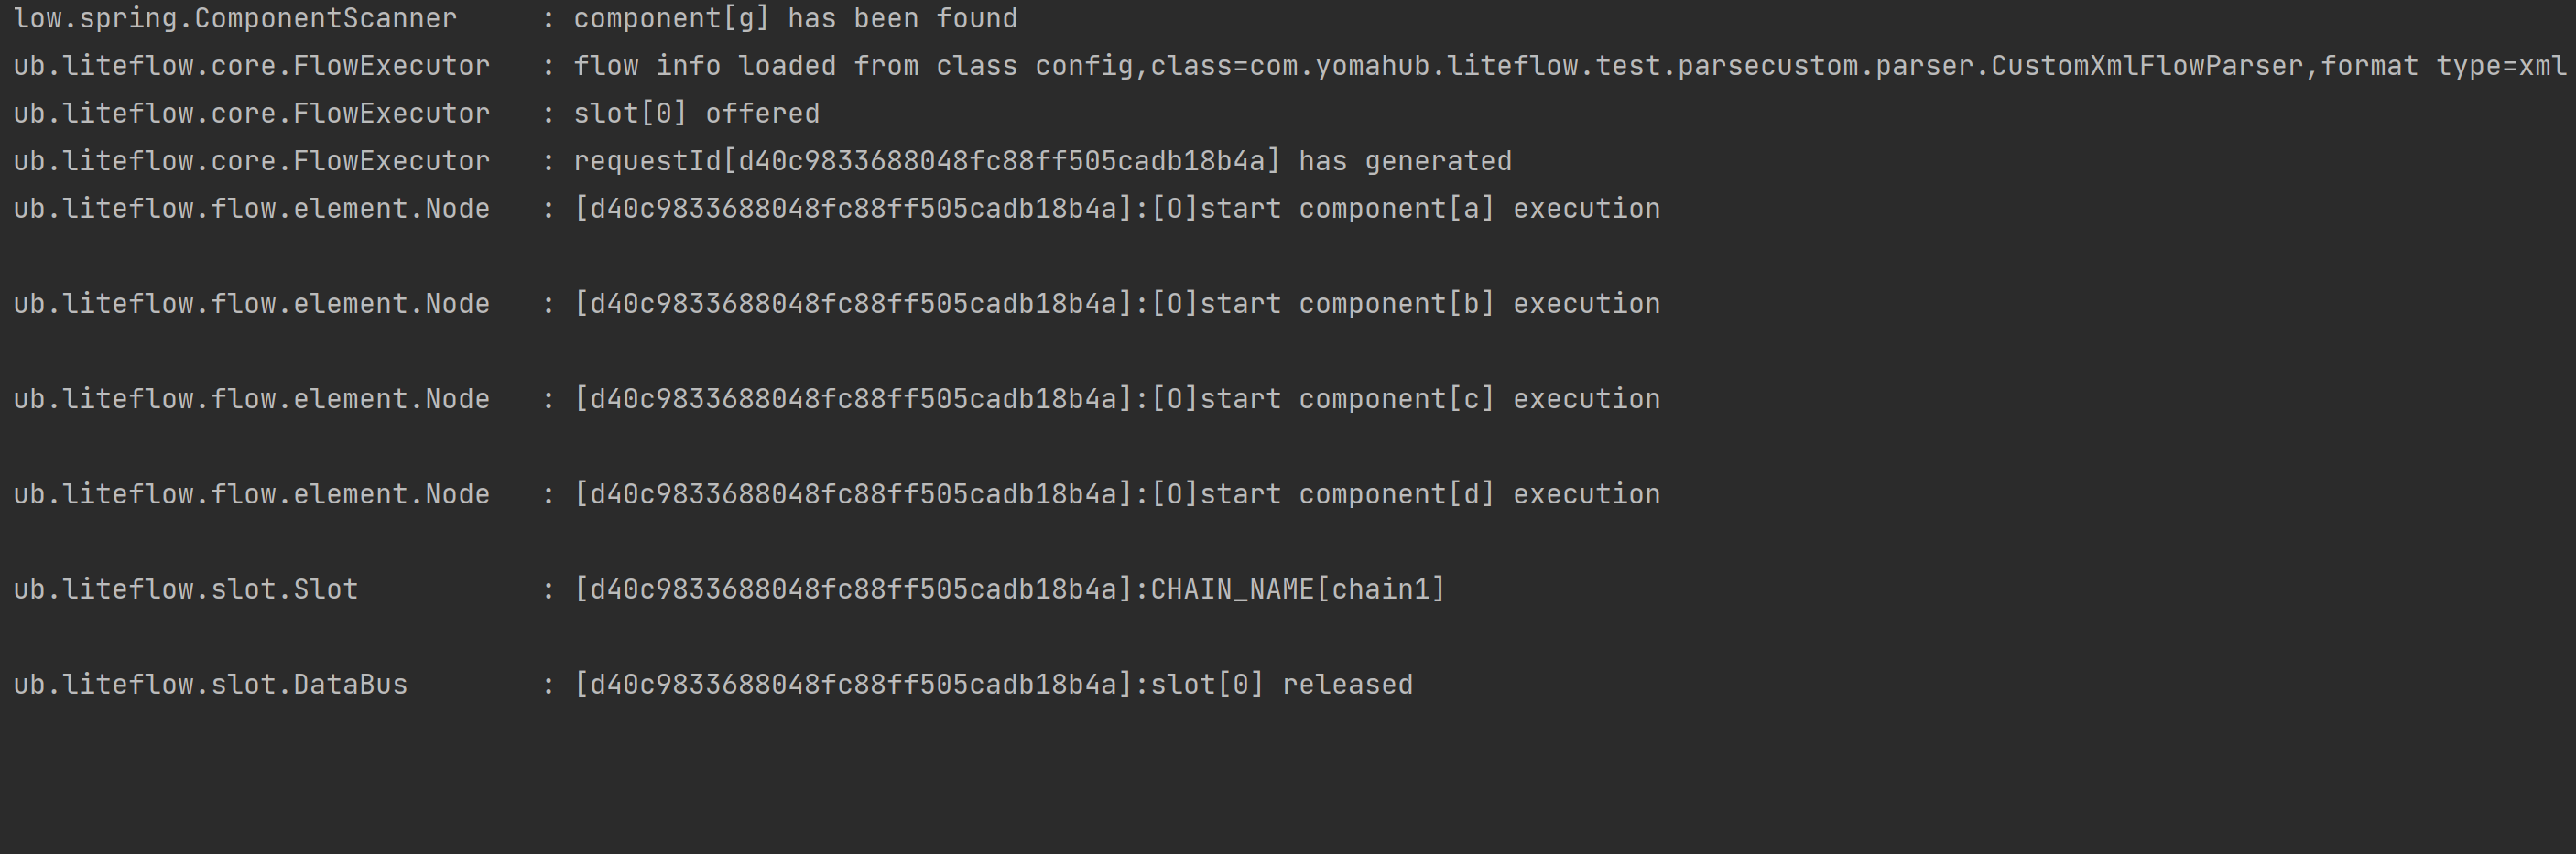 low.spring.ComponentScanner : component[g] has been found
ub.liteflow.core.FlowExecutor : flow info loaded from class config,class=com.yomahub.liteflow.test.parsecustom.parser.CustomXmlFlowParser,format type=xml
ub.liteflow.core.FlowExecutor : slot[0] offered
ub.liteflow.core.FlowExecutor : requestId[d40c9833688048fc88ff505cadb18b4a] has generated
ub.liteflow.flow.element.Node : [d40c9833688048fc88ff505cadb18b4a]:[O]start component[a] execution
ub.liteflow.flow.element.Node : [d40c9833688048fc88ff505cadb18b4a]:[O]start component[b] execution
ub.liteflow.flow.element.Node : [d40c9833688048fc88ff505cadb18b4a]:[O]start component[c] execution
ub.liteflow.flow.element.Node : [d40c9833688048fc88ff505cadb18b4a]:[O]start component[d] execution
ub.liteflow.slot.Slot : [d40c9833688048fc88ff505cadb18b4a]:CHAIN_NAME[chain1]
ub.liteflow.slot.DataBus : [d40c9833688048fc88ff505cadb18b4a]:slot[0] released